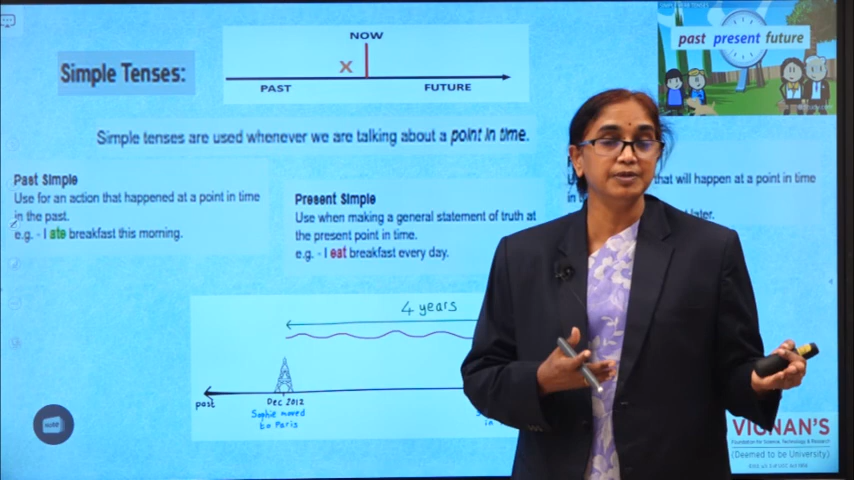 NOW
Simple Tenses:
X
PAST
FUTURE
past present future
Simple tenses are used whenever we are talking about a point in time.
Past Simple
Use for an action that happened at a point in time
in the past.
e.g. - I ate breakfast this morning.
Present Simple
Use when making a general statement of truth at
the present point in time.
e.g. - I eat breakfast every day.
that will happen at a point in time
later.
4 years
past
Dec 2012
Sophie moved
to Paris
in
VIGNAN'S
Foundation for Science, Technology & Research
(Deemed to be University)